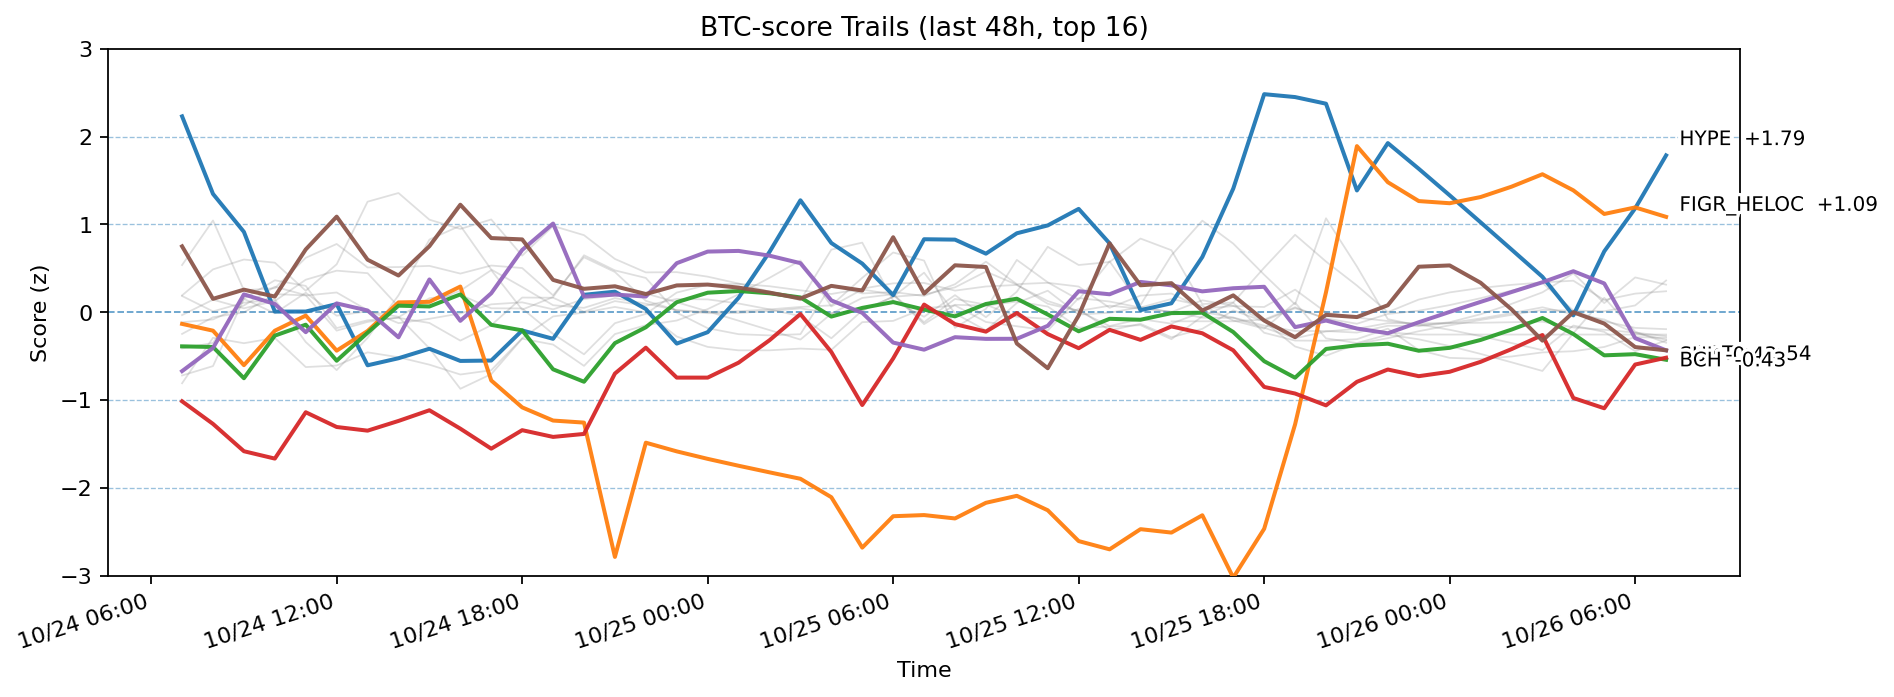 BTC-score Trails (last 48h, top 16)
Score (z)
3
2
1
0
−1
−2
−3
HYPE +1.79
FIGR_HELOC +1.09
BCH -0.43
10/24 06:00
10/24 12:00
10/24 18:00
10/25 00:00
10/25 06:00
10/25 12:00
10/25 18:00
10/26 00:00
10/26 06:00
Time